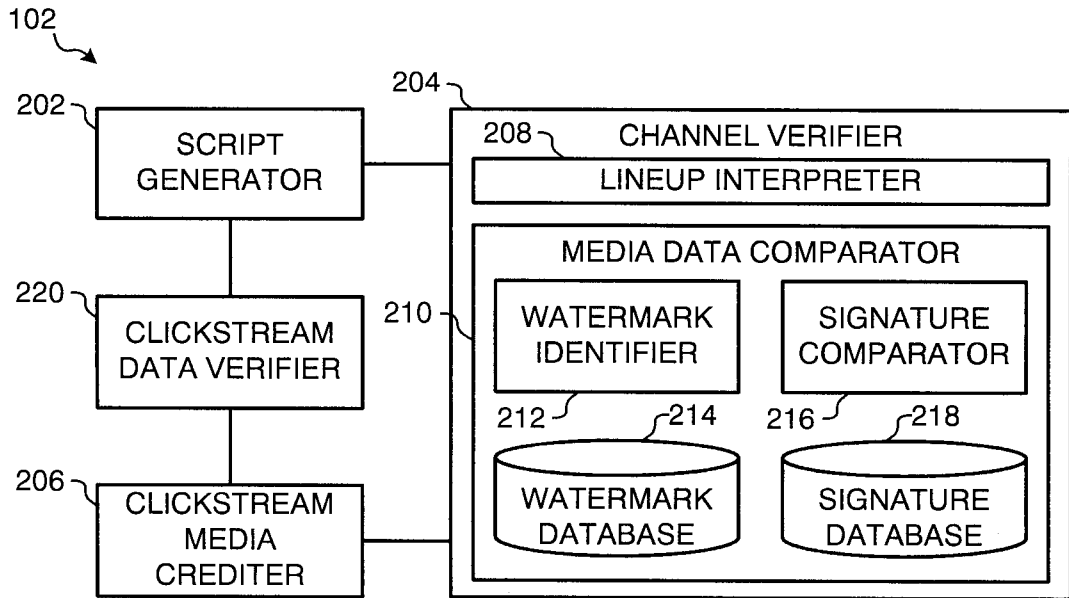 102
202
SCRIPT
GENERATOR
204
CHANNEL VERIFIER
208
LINEUP INTERPRETER
MEDIA DATA COMPARATOR
220
CLICKSTREAM
DATA VERIFIER
210
WATERMARK
IDENTIFIER
SIGNATURE
COMPARATOR
212
214
216
218
206
CLICKSTREAM
MEDIA
CREDITER
WATERMARK
DATABASE
SIGNATURE
DATABASE